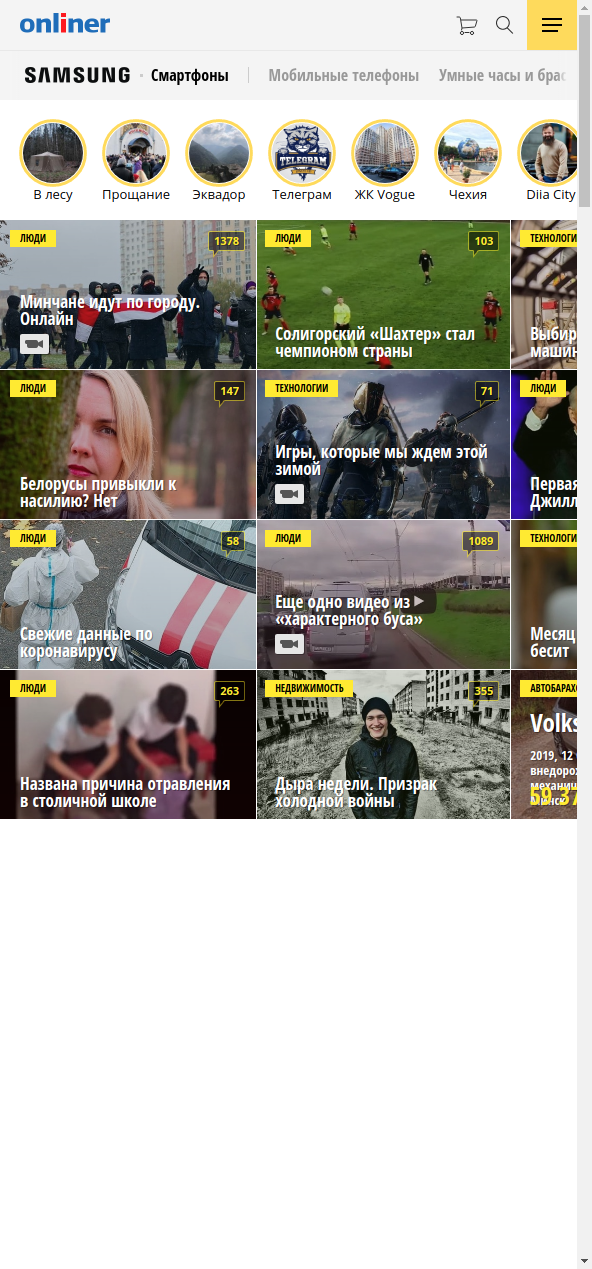 onliner
SAMSUNG Смартфоны Мобильные телефоны Умные часы и брас
В лесу Прощание Эквадор Телеграм ЖК Vogue Чехия Diia City
TELEGRAM
ЛЮДИ 1378
Минчане идут по городу.
Онлайн
ЛЮДИ 103
Солигорский «Шахтер» стал
чемпионом страны
ТЕХНОЛОГИ
Выбир
машин
ЛЮДИ 147
Белорусы привыкли к
насилию? Нет
ТЕХНОЛОГИИ 71
Игры, которые мы ждем этой
зимой
ЛЮДИ
Первая
Джилл
ЛЮДИ 58
Свежие данные по
коронавирусу
ЛЮДИ 1089
Еще одно видео из
«характерного буса»
ТЕХНОЛОГИ
Месяц
бесит
ЛЮДИ 263
Названа причина отравления
в столичной школе
НЕДВИЖИМОСТЬ 355
Дыра недели. Призрак
холодной войны
АВТОБАРАХО
Volks
2019, 12
внедорож
механиц
59 37